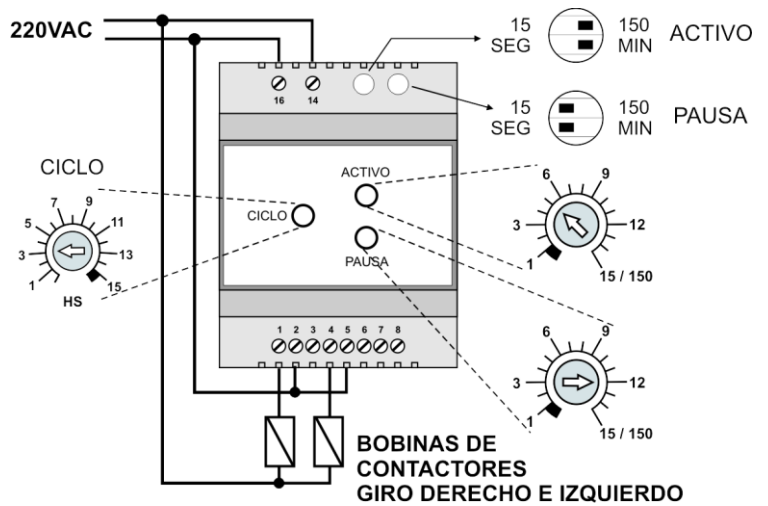 220VAC
15 SEG
150 MIN
ACTIVO
15 SEG
150 MIN
PAUSA
16 14
CICLO
1 3 5 7 9 11 13 15
HS
CICLO
ACTIVO
PAUSA
1 3 6 9 12 15 / 150
1 3 6 9 12 15 / 150
1 2 3 4 5 6 7 8
BOBINAS DE
CONTACTORES
GIRO DERECHO E IZQUIERDO